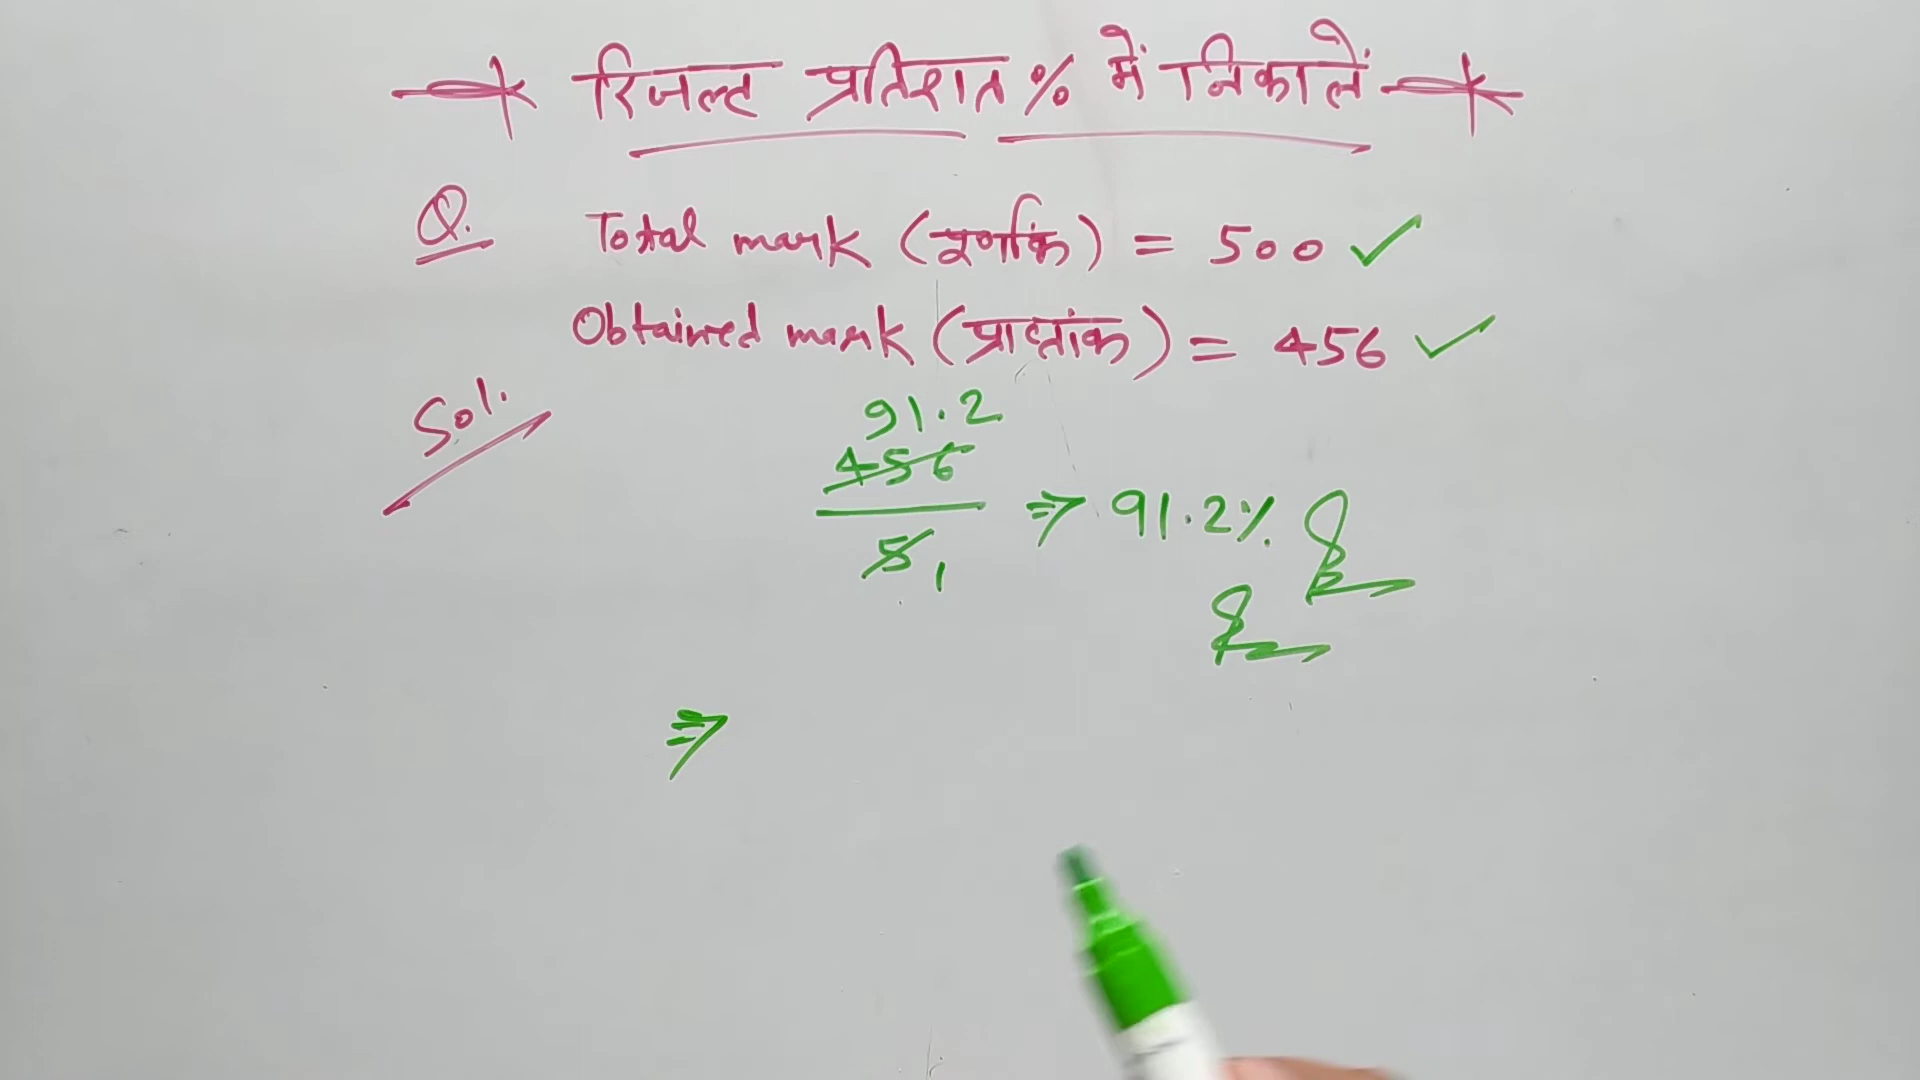 रिजल्ट प्रतिशत % में निकालें
Q. Total mark (पूर्णांक) = 500 ✓
Obtained mark (प्राप्तांक) = 456 ✓
Sol.
91.2
456
5 1
⇒ 91.2%
⇒